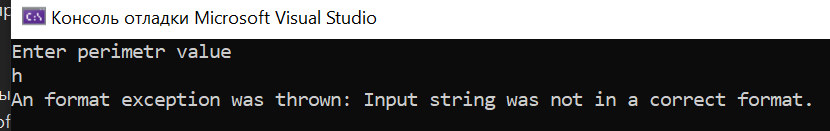 Консоль отладки Microsoft Visual Studio
Enter perimetr value
h
An format exception was thrown: Input string was not in a correct format.